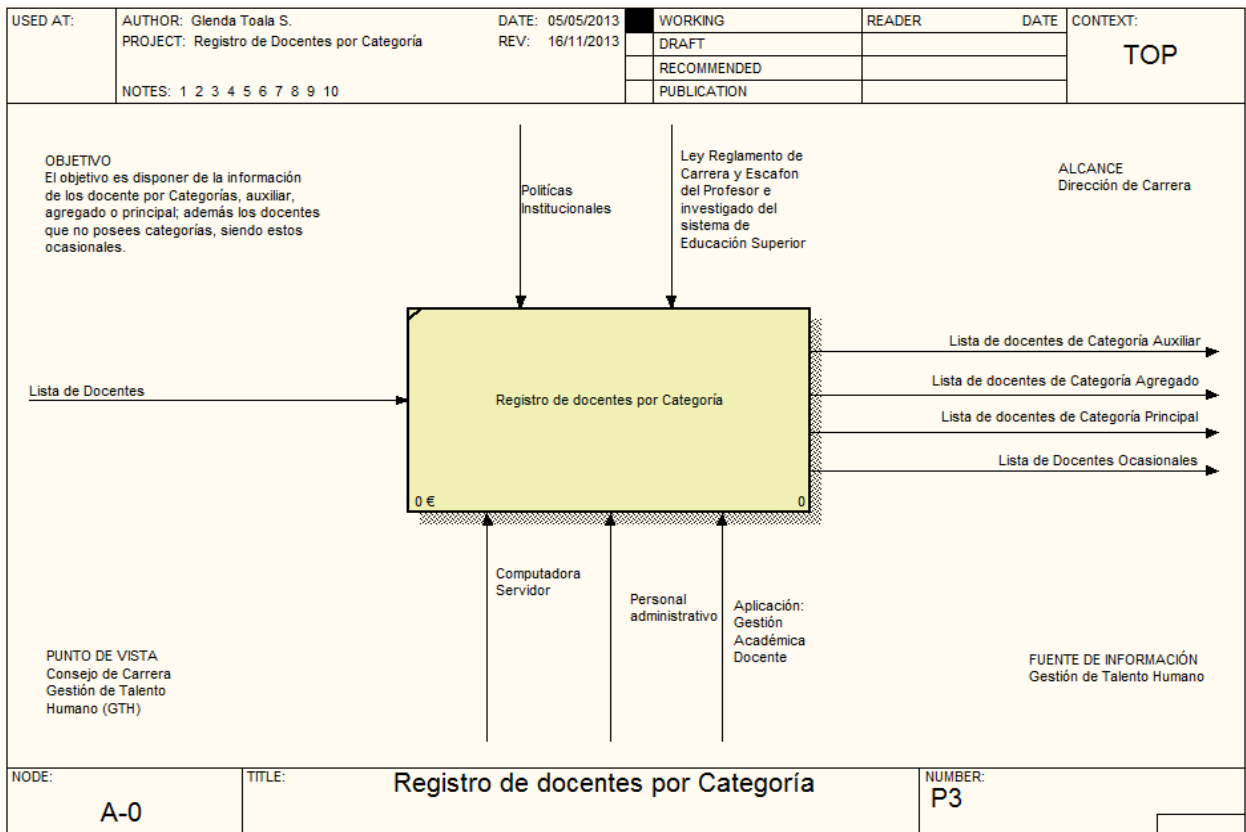 USED AT:
AUTHOR: Glenda Toala S.
DATE: 05/05/2013
PROJECT: Registro de Docentes por Categoría
REV: 16/11/2013
NOTES: 1 2 3 4 5 6 7 8 9 10
WORKING
DRAFT
RECOMMENDED
PUBLICATION
READER
DATE
CONTEXT:
TOP
OBJETIVO
El objetivo es disponer de la información
de los docente por Categorías, auxiliar,
agregado o principal; además los docentes
que no posees categorías, siendo estos
ocasionales.
Politícas
Institucionales
Ley Reglamento de
Carrera y Escafon
del Profesor e
investigado del
sistema de
Educación Superior
ALCANCE
Dirección de Carrera
Lista de Docentes
Registro de docentes por Categoría
0 €
0
Lista de docentes de Categoría Auxiliar
Lista de docentes de Categoría Agregado
Lista de docentes de Categoría Principal
Lista de Docentes Ocasionales
Computadora
Servidor
Personal
administrativo
Aplicación:
Gestión
Académica
Docente
PUNTO DE VISTA
Consejo de Carrera
Gestión de Talento
Humano (GTH)
FUENTE DE INFORMACIÓN
Gestión de Talento Humano
NODE:
A-0
TITLE:
Registro de docentes por Categoría
NUMBER:
P3